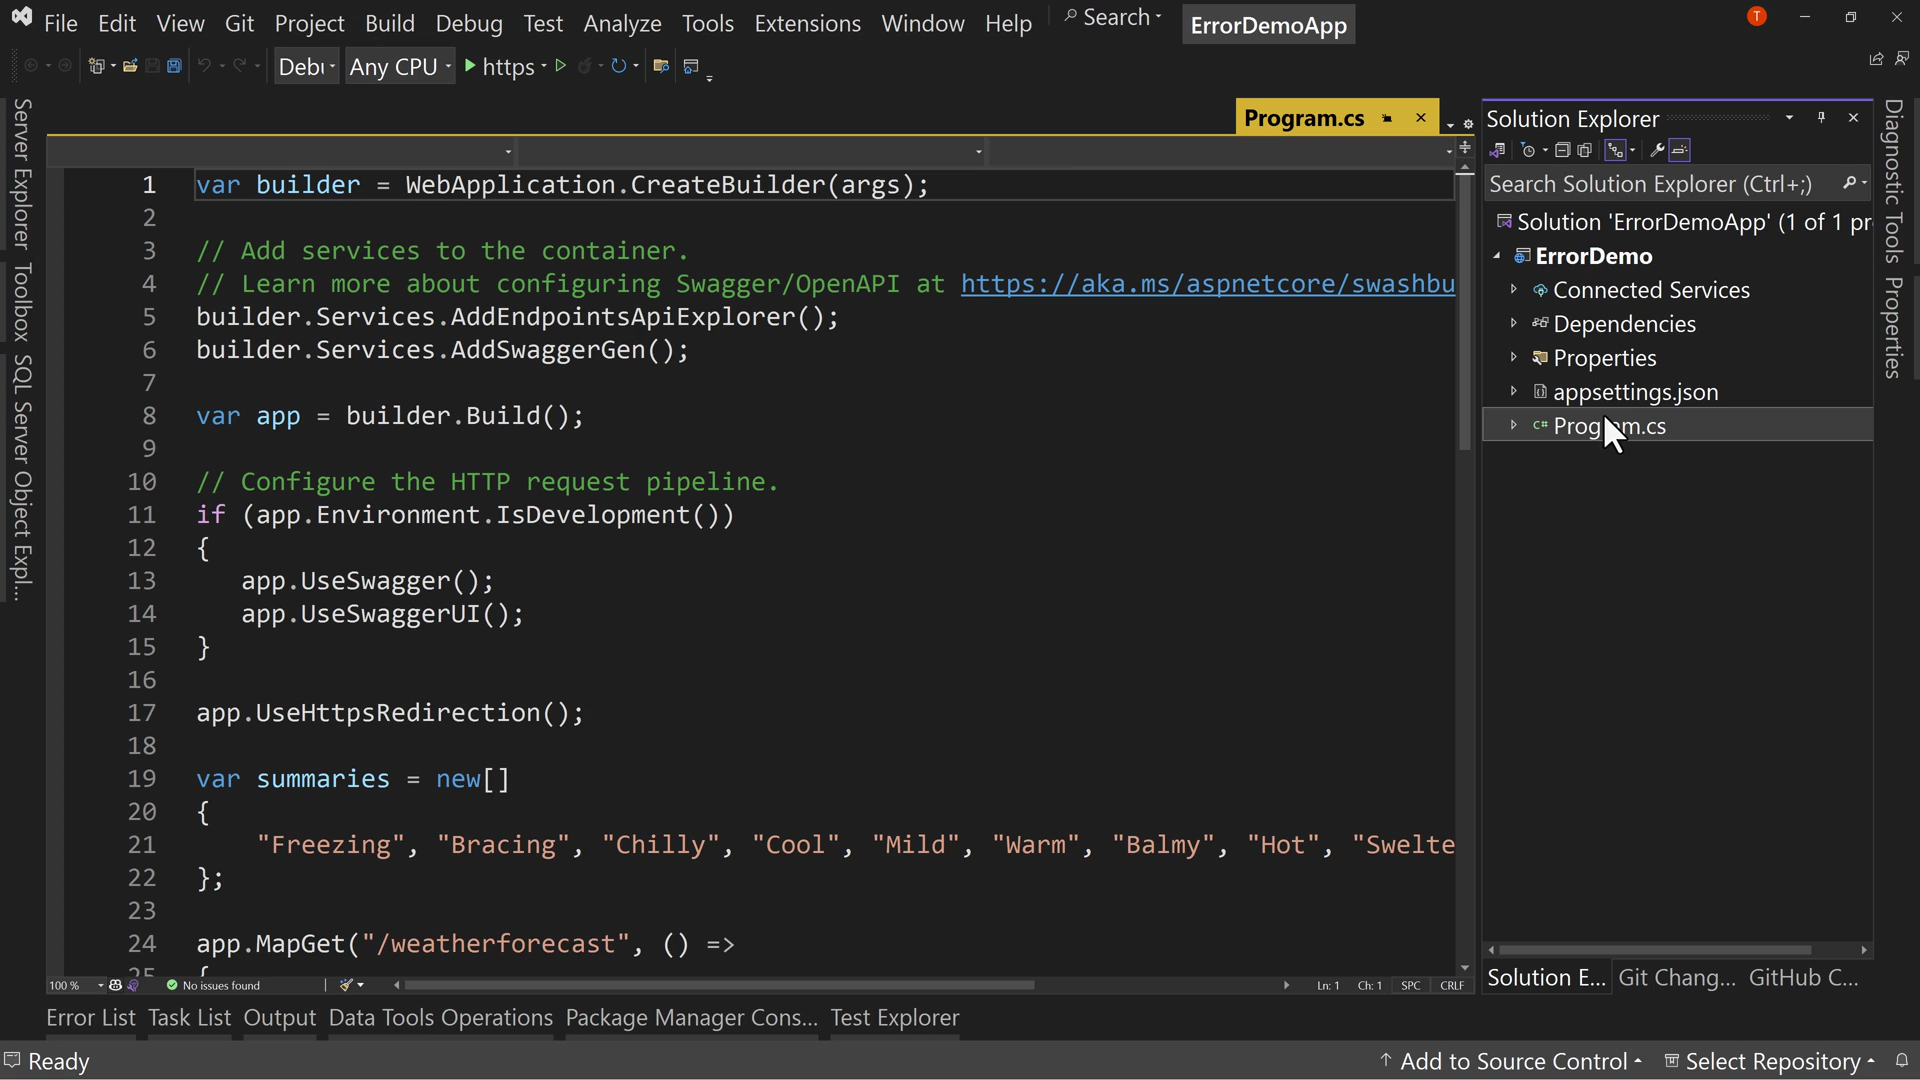 File Edit View Git Project Build Debug Test Analyze Tools Extensions Window Help Search ErrorDemoApp
T
Debu Any CPU https
Server Explorer
Toolbox
SQL Server Object Expl...
Program.cs
1 var builder = WebApplication.CreateBuilder(args);
2
3 // Add services to the container.
4 // Learn more about configuring Swagger/OpenAPI at https://aka.ms/aspnetcore/swashbu
5 builder.Services.AddEndpointsApiExplorer();
6 builder.Services.AddSwaggerGen();
7
8 var app = builder.Build();
9
10 // Configure the HTTP request pipeline.
11 if (app.Environment.IsDevelopment())
12 {
13 app.UseSwagger();
14 app.UseSwaggerUI();
15 }
16
17 app.UseHttpsRedirection();
18
19 var summaries = new[]
20 {
21 "Freezing", "Bracing", "Chilly", "Cool", "Mild", "Warm", "Balmy", "Hot", "Swelte
22 };
23
24 app.MapGet("/weatherforecast", () =>
25 {
100 % No issues found Ln: 1 Ch: 1 SPC CRLF
Solution Explorer
Search Solution Explorer (Ctrl+;)
Solution 'ErrorDemoApp' (1 of 1 pr
ErrorDemo
Connected Services
Dependencies
Properties
appsettings.json
C# Program.cs
Solution E... Git Chang... GitHub C...
Diagnostic Tools
Properties
Error List Task List Output Data Tools Operations Package Manager Cons... Test Explorer
Ready Add to Source Control Select Repository